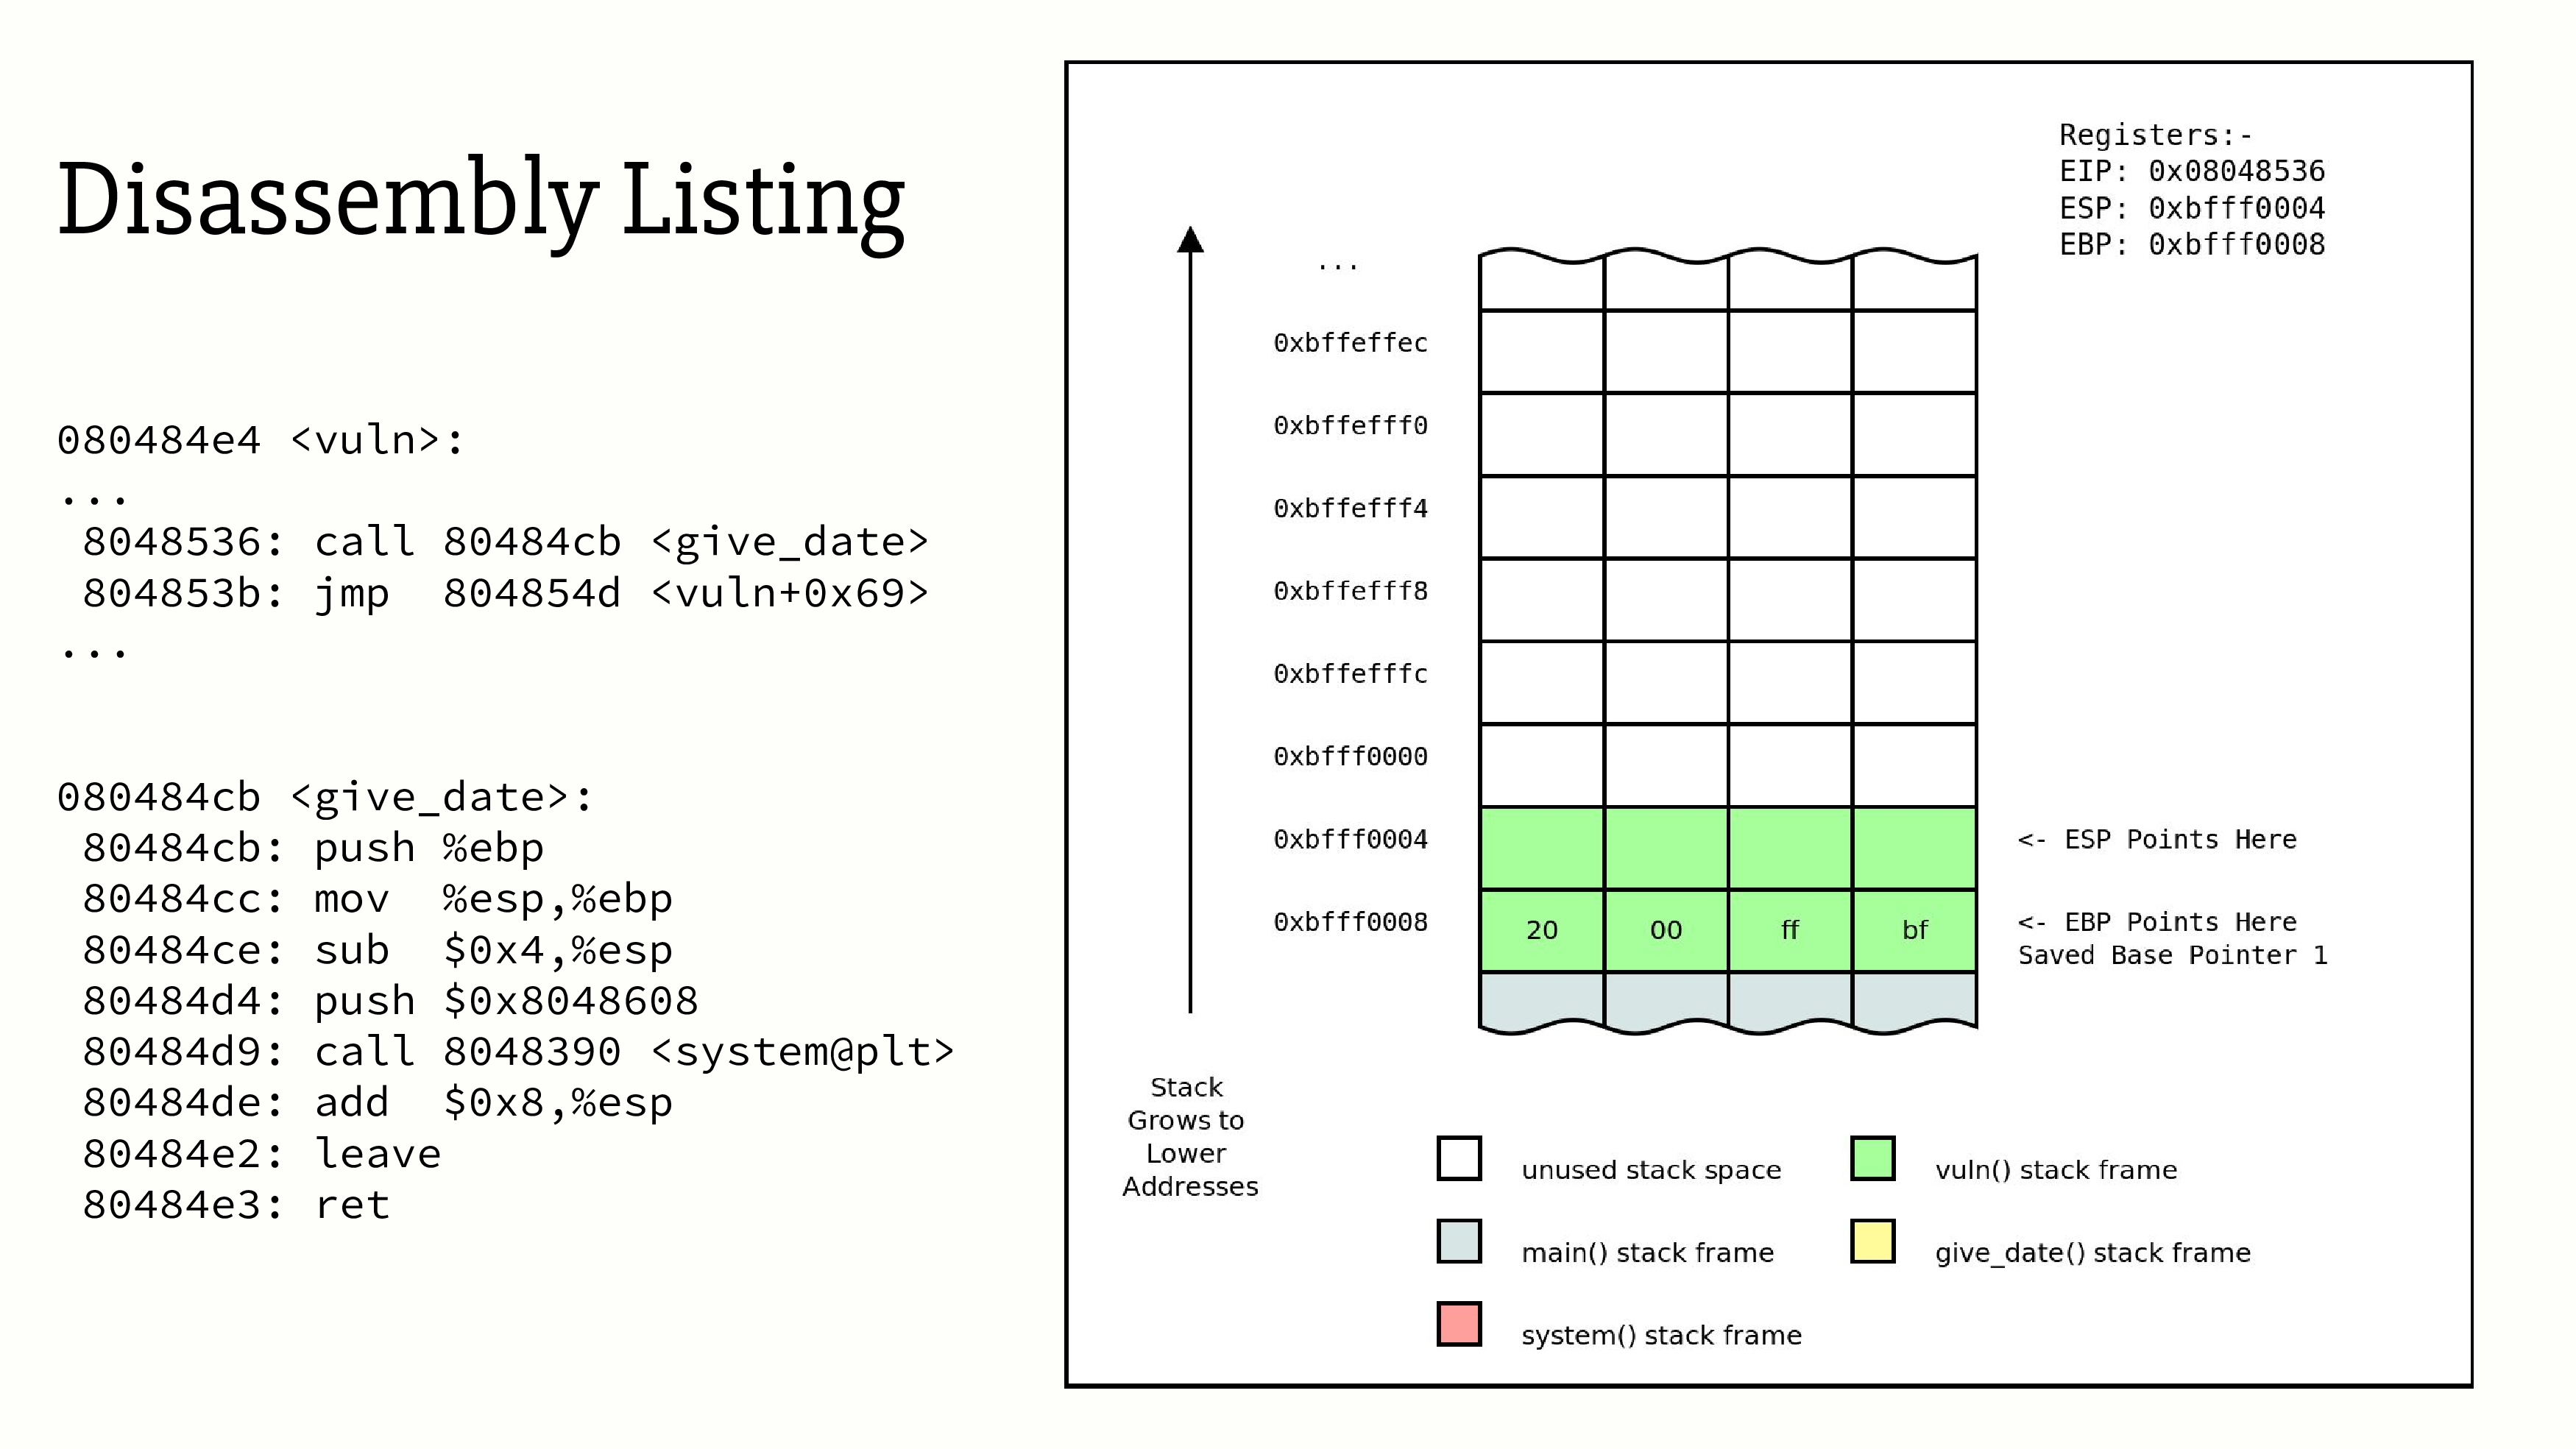 Disassembly Listing
080484e4 <vuln>:
...
8048536: call 80484cb <give_date>
804853b: jmp  804854d <vuln+0x69>
...
080484cb <give_date>:
80484cb: push %ebp
80484cc: mov  %esp,%ebp
80484ce: sub  $0x4,%esp
80484d4: push $0x8048608
80484d9: call 8048390 <system@plt>
80484de: add  $0x8,%esp
80484e2: leave
80484e3: ret
Registers:-
EIP: 0x08048536
ESP: 0xbfff0004
EBP: 0xbfff0008
...
0xbffeffec
0xbffefff0
0xbffefff4
0xbffefff8
0xbffefffc
0xbfff0000
0xbfff0004
<- ESP Points Here
0xbfff0008
20 00 ff bf
<- EBP Points Here
Saved Base Pointer 1
Stack
Grows to
Lower
Addresses
unused stack space
vuln() stack frame
main() stack frame
give_date() stack frame
system() stack frame